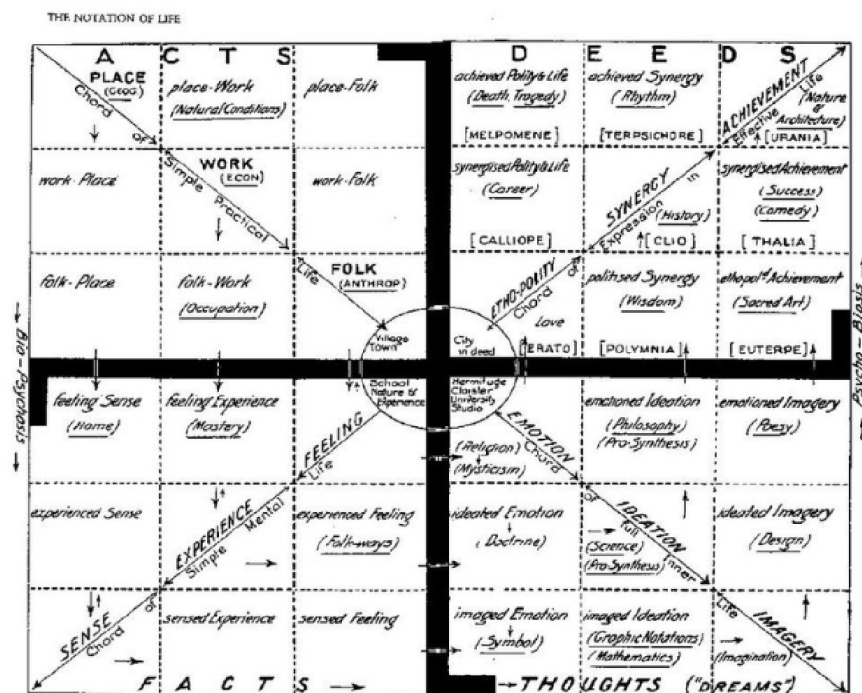 THE NOTATION OF LIFE
A C T S
D E E D S
PLACE
(GEOG.)
place-Work
(Natural Conditions)
place-Folk
achieved Polity & Life
(Death, Tragedy)
[MELPOMENE]
achieved Synergy
(Rhythm)
[TERPSICHORE]
ACHIEVEMENT
Effective Life
(Nature &
Architecture)
[URANIA]
Chord of Simple Practical Life
work-Place
WORK
(ECON)
work-Folk
synergised Polity & Life
(Career)
[CALLIOPE]
SYNERGY
(History)
[CLIO]
synergised Achievement
(Success)
(Comedy)
[THALIA]
folk-Place
folk-Work
(Occupation)
FOLK
(ANTHROP)
ETHO-POLITY
Chord of Expression in
Love
[ERATO]
politised Synergy
(Wisdom)
[POLYMNIA]
ethopol.d Achievement
(Sacred Art)
[EUTERPE]
Village
Town
City
in deed
School
Nature &
Experience
Hermitage
Cloister
University
Studio
← Bio-Psychosis →
Psycho-Biosis →
feeling Sense
(Home)
feeling Experience
(Mastery)
FEELING
Life
EMOTION
Chord
(Religion)
(Mysticism)
emotioned Ideation
(Philosophy)
(Pro-Synthesis)
emotioned Imagery
(Poesy)
experienced Sense
EXPERIENCE
Simple Mental
experienced Feeling
(Folk-ways)
ideated Emotion
(Doctrine)
IDEATION
of Full Inner
(Science)
(Pro-Synthesis)
ideated Imagery
(Design)
SENSE
Chord of
sensed Experience
sensed Feeling
imaged Emotion
(Symbol)
imaged Ideation
(Graphic Notations)
(Mathematics)
IMAGERY
Life
(Imagination)
F A C T S →
→ THOUGHTS ("DREAMS")